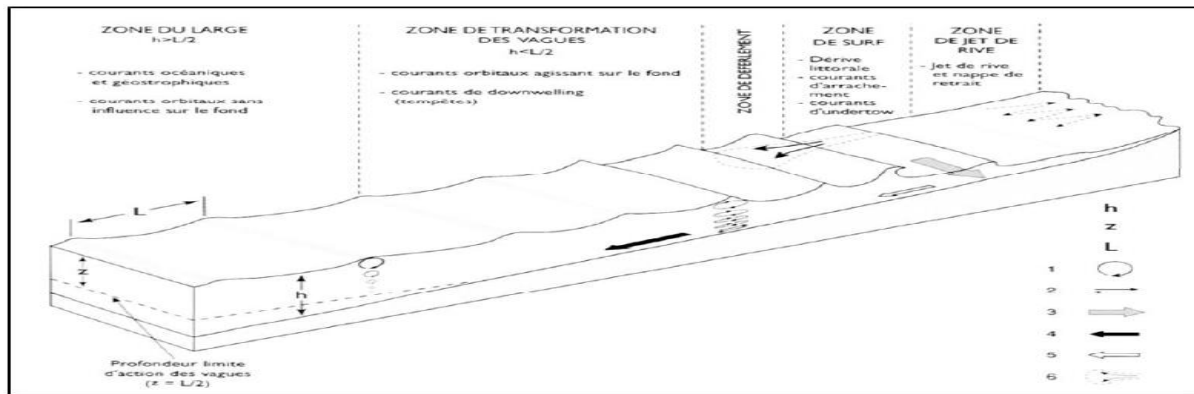 ZONE DU LARGE
h>L/2
- courants océaniques
et géostrophiques
- courants orbitaux sans
influence sur le fond
ZONE DE TRANSFORMATION
DES VAGUES
h<L/2
- courants orbitaux agissant sur le fond
- courants de downwelling
(tempêtes)
ZONE DE DEFERLEMENT
ZONE
DE SURF
- Dérive
littorale
- courants
d'arrache-
ment
- courants
d'undertow
ZONE
DE JET DE
RIVE
- Jet de rive
et nappe de
retrait
L
z
h
Profondeur limite
d'action des vagues
(z = L/2)
h
z
L
1
2
3
4
5
6